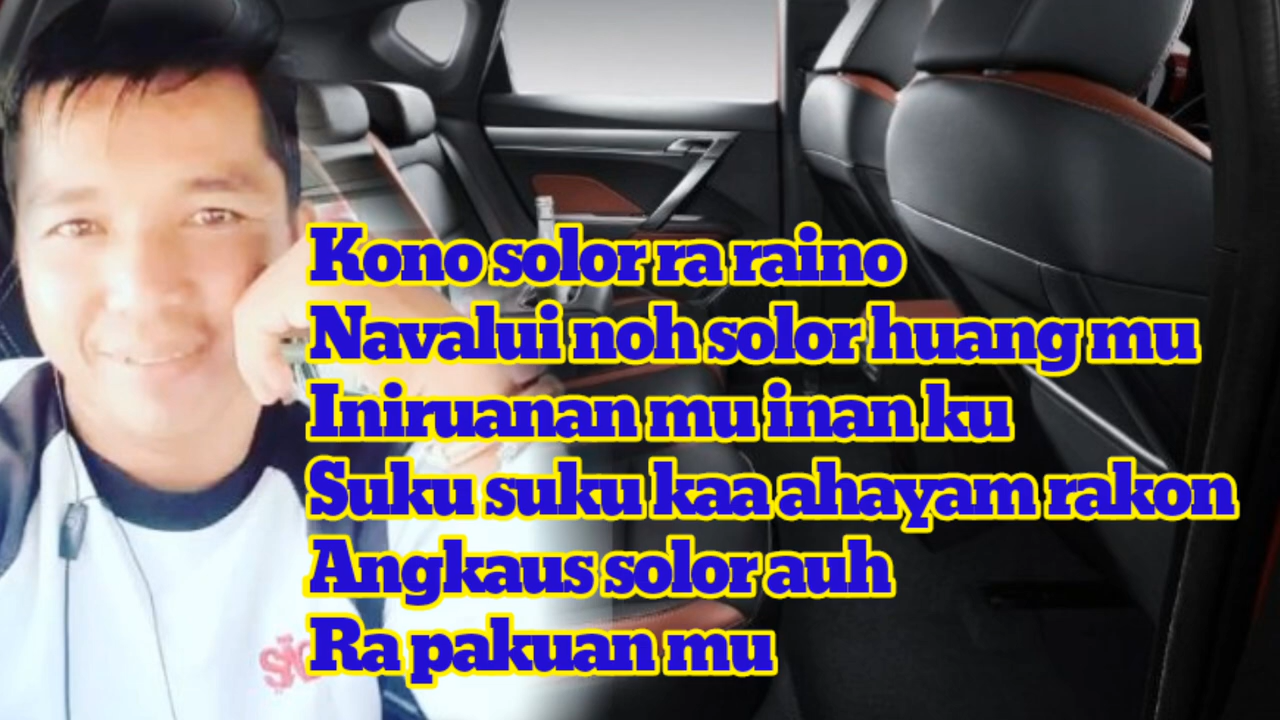 Kono solor ra raino
Navalui noh solor huang mu
Iniruanan mu inan ku
Suku suku kaa ahayam rakon
Angkaus solor auh
Ra pakuan mu